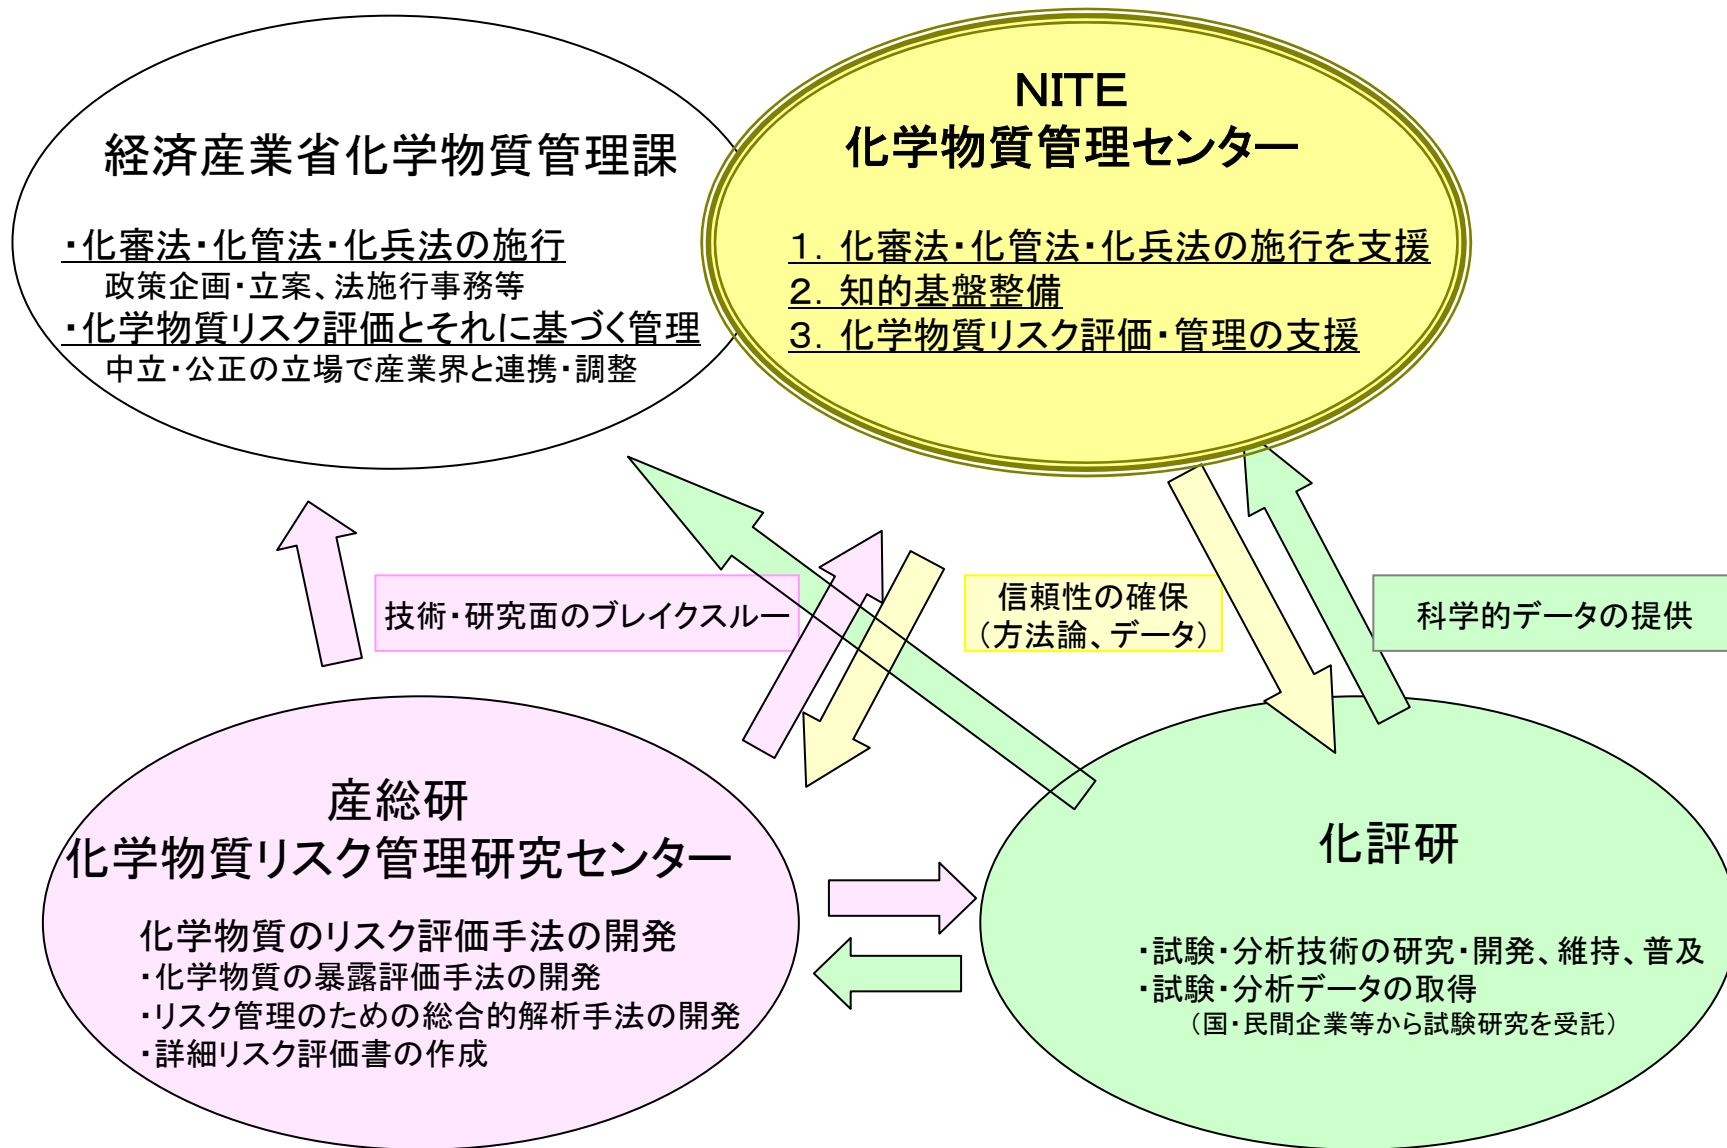 経済産業省化学物質管理課
・化審法・化管法・化兵法の施行
政策企画・立案、法施行事務等
・化学物質リスク評価とそれに基づく管理
中立・公正の立場で産業界と連携・調整
NITE
化学物質管理センター
１．化審法・化管法・化兵法の施行を支援
２．知的基盤整備
３．化学物質リスク評価・管理の支援
技術・研究面のブレイクスルー
信頼性の確保
（方法論、データ）
科学的データの提供
産総研
化学物質リスク管理研究センター
化学物質のリスク評価手法の開発
・化学物質の暴露評価手法の開発
・リスク管理のための総合的解析手法の開発
・詳細リスク評価書の作成
化評研
・試験・分析技術の研究・開発、維持、普及
・試験・分析データの取得
（国・民間企業等から試験研究を受託）